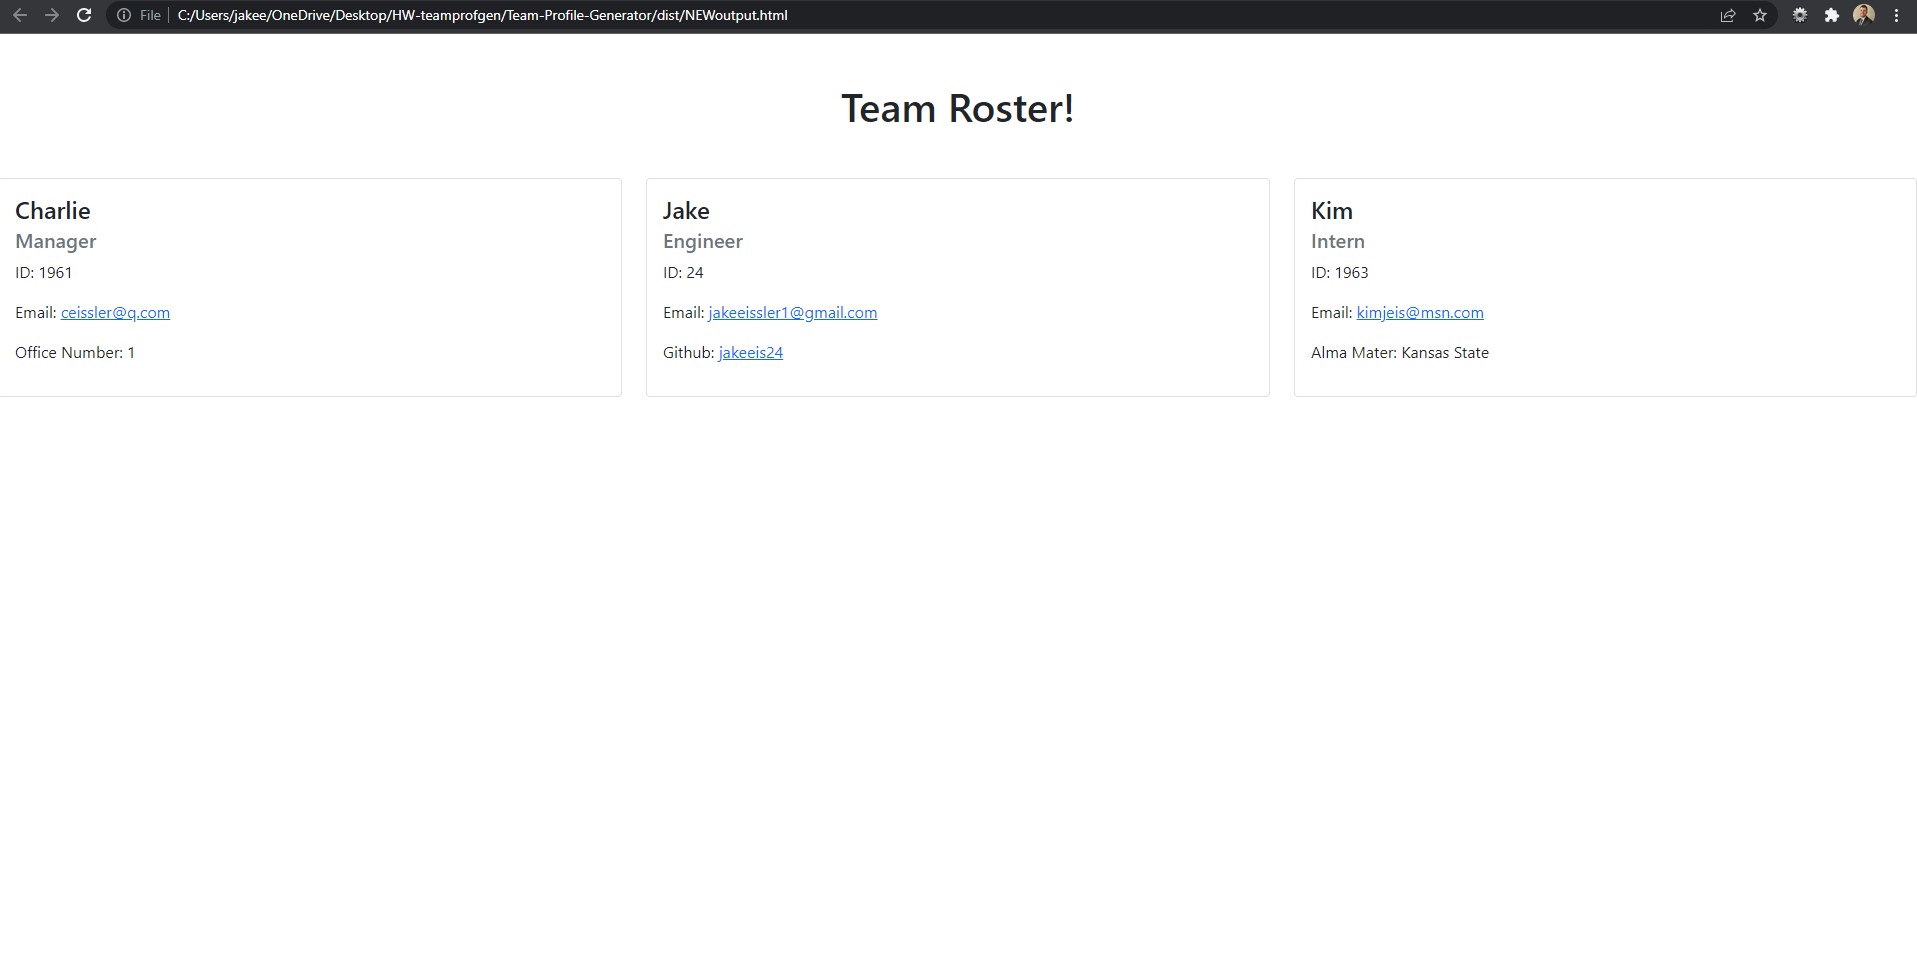 File C:/Users/jakee/OneDrive/Desktop/HW-teamprofgen/Team-Profile-Generator/dist/NEWoutput.html
Team Roster!
Charlie
Manager
ID: 1961
Email: ceissler@q.com
Office Number: 1
Jake
Engineer
ID: 24
Email: jakeeissler1@gmail.com
Github: jakeeis24
Kim
Intern
ID: 1963
Email: kimjeis@msn.com
Alma Mater: Kansas State